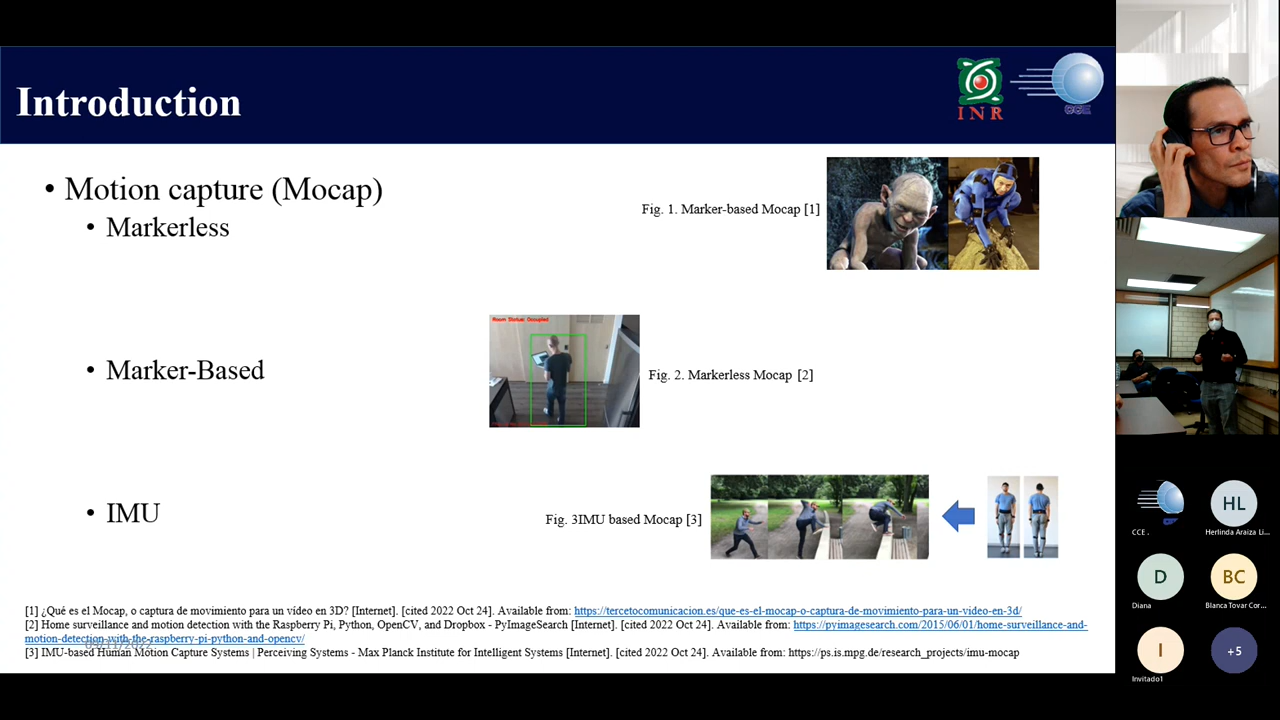 Introduction
INR
CCE
• Motion capture (Mocap)
• Markerless
Fig. 1. Marker-based Mocap [1]
Room Status: Occupied
• Marker-Based
Fig. 2. Markerless Mocap [2]
• IMU
Fig. 3IMU based Mocap [3]
[1] ¿Qué es el Mocap, o captura de movimiento para un vídeo en 3D? [Internet]. [cited 2022 Oct 24]. Available from: https://tercetocomunicacion.es/que-es-el-mocap-o-captura-de-movimiento-para-un-video-en-3d/
[2] Home surveillance and motion detection with the Raspberry Pi, Python, OpenCV, and Dropbox - PyImageSearch [Internet]. [cited 2022 Oct 24]. Available from: https://pyimagesearch.com/2015/06/01/home-surveillance-and-
motion-detection-with-the-raspberry-pi-python-and-opencv/
[3] IMU-based Human Motion Capture Systems | Perceiving Systems - Max Planck Institute for Intelligent Systems [Internet]. [cited 2022 Oct 24]. Available from: https://ps.is.mpg.de/research_projects/imu-mocap
CCE .
HL
Herlinda Araiza Li...
D
Diana
BC
Blanca Tovar Cor...
I
Invitado1
+5